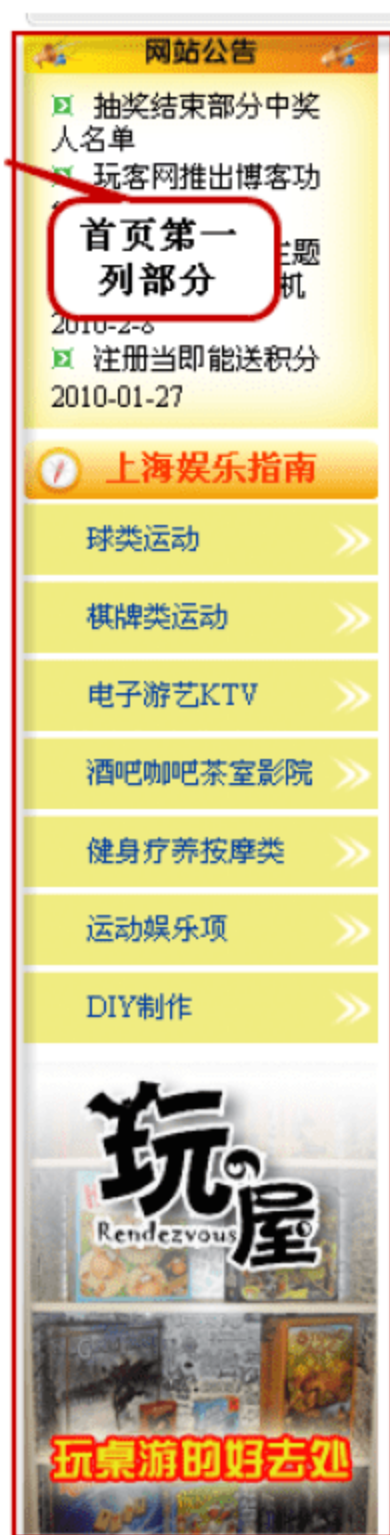 网站公告
抽奖结束部分中奖
人名单
玩客网推出博客功
主题
首页第一
列部分
机
2010-2-8
注册当即能送积分
2010-01-27
上海娱乐指南
球类运动
棋牌类运动
电子游艺KTV
酒吧咖吧茶室影院
健身疗养按摩类
运动娱乐项
DIY制作
玩屋
Rendezvous
玩桌游的好去处